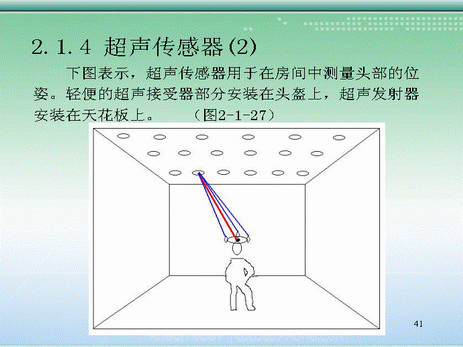 2.1.4 超声传感器(2)
下图表示，超声传感器用于在房间中测量头部的位
姿。轻便的超声接受器部分安装在头盔上，超声发射器
安装在天花板上。 （图2-1-27）
41